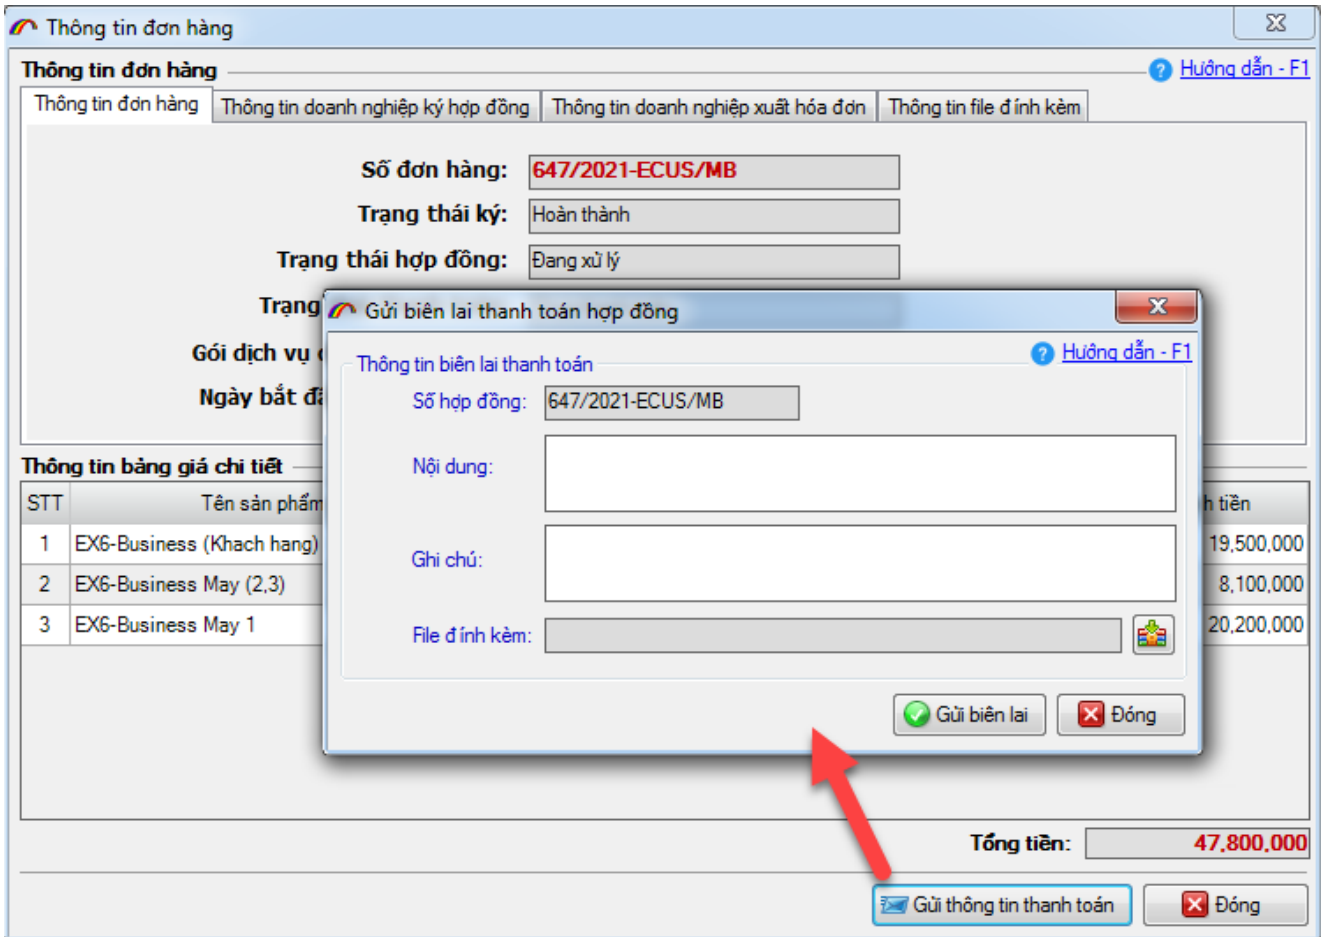 Thông tin đơn hàng
Thông tin đơn hàng
Hướng dẫn - F1
Thông tin đơn hàng
Thông tin doanh nghiệp ký hợp đồng
Thông tin doanh nghiệp xuất hóa đơn
Thông tin file đính kèm
Số đơn hàng: 647/2021-ECUS/MB
Trạng thái ký: Hoàn thành
Trạng thái hợp đồng: Đang xử lý
Trạng
Gói dịch vụ
Ngày bắt
Gửi biên lai thanh toán hợp đồng
Hướng dẫn - F1
Thông tin biên lai thanh toán
Số hợp đồng: 647/2021-ECUS/MB
Nội dung:
Ghi chú:
File đính kèm:
Gửi biên lai
Đóng
Thông tin bảng giá chi tiết
STT Tên sản phẩm tiền
1 EX6-Business (Khach hang) 19,500,000
2 EX6-Business May (2,3) 8,100,000
3 EX6-Business May 1 20,200,000
Tổng tiền: 47,800,000
Gửi thông tin thanh toán
Đóng